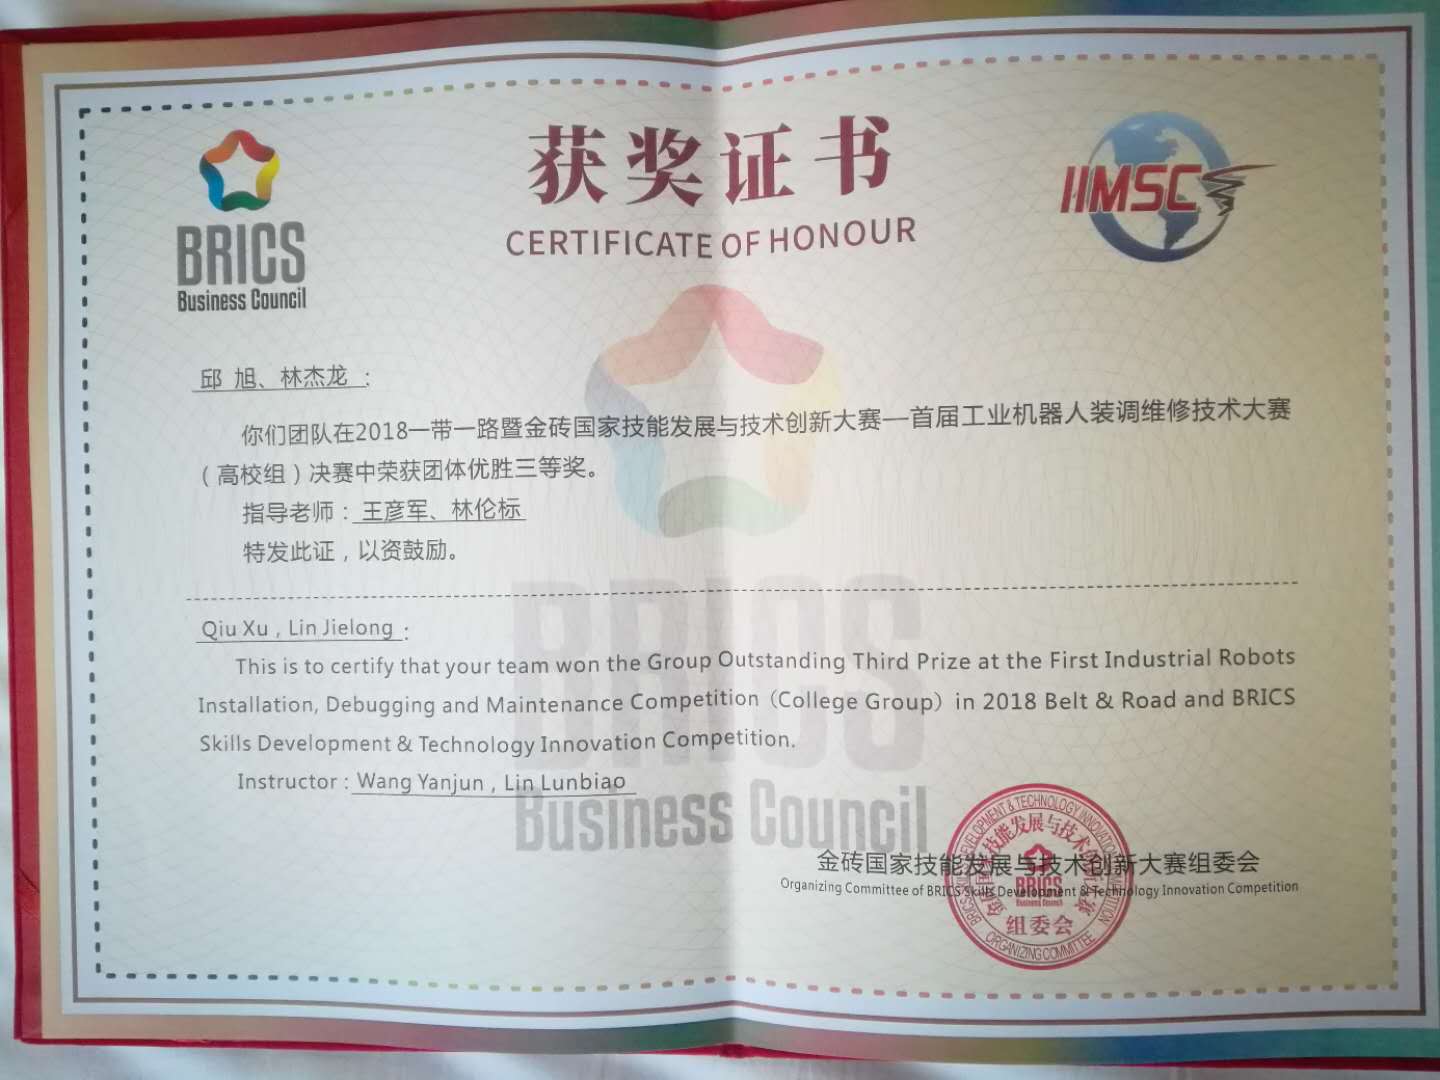 获奖证书
CERTIFICATE OF HONOUR
BRICS
Business Council
IIMSC
邱 旭、林杰龙 :
你们团队在2018一带一路暨金砖国家技能发展与技术创新大赛—首届工业机器人装调维修技术大赛
（高校组）决赛中荣获团体优胜三等奖。
指导老师：王彦军、林伦标
特发此证，以资鼓励。
Qiu Xu , Lin Jielong :
This is to certify that your team won the Group Outstanding Third Prize at the First Industrial Robots
Installation, Debugging and Maintenance Competition（College Group）in 2018 Belt & Road and BRICS
Skills Development & Technology Innovation Competition.
Instructor : Wang Yanjun , Lin Lunbiao
BRICS
Business Council
金砖国家技能发展与技术创新大赛组委会
Organizing Committee of BRICS Skills Development & Technology Innovation Competition
BRICS
Business Council
组委会
ORGANIZING COMMITTEE